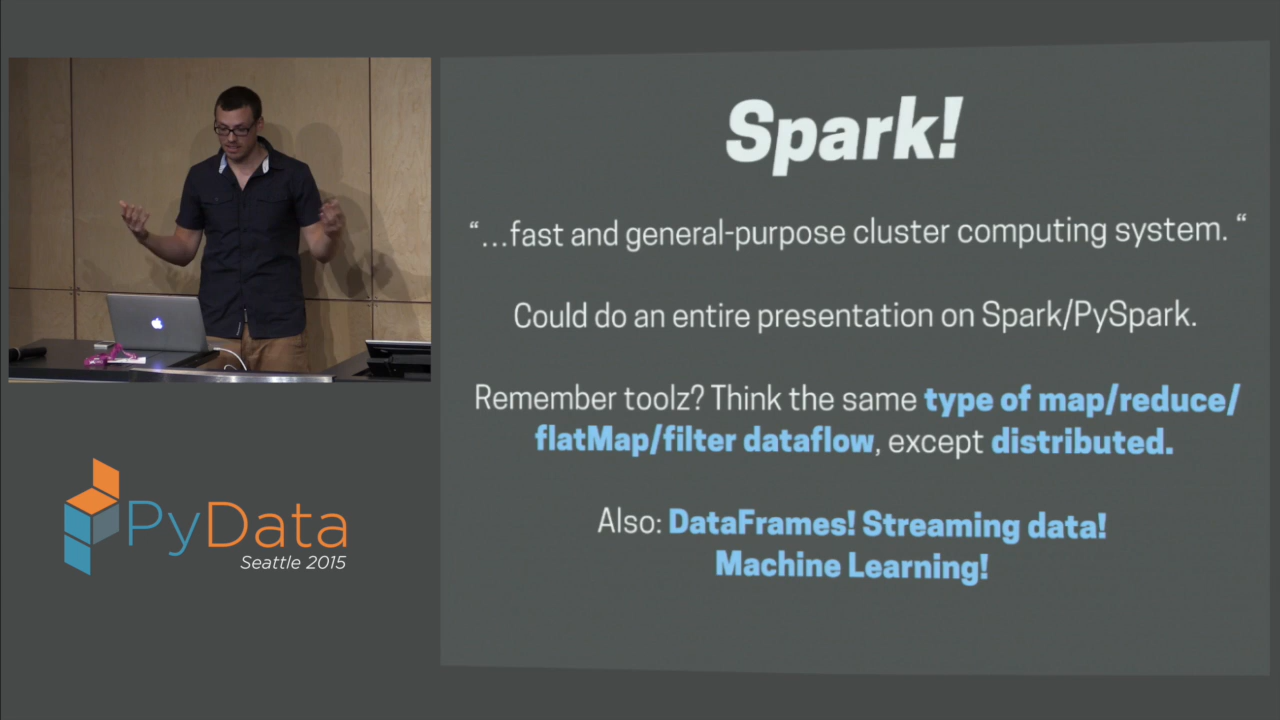 Spark!
“...fast and general-purpose cluster computing system. “
Could do an entire presentation on Spark/PySpark.
Remember toolz? Think the same type of map/reduce/
flatMap/filter dataflow, except distributed.
Also: DataFrames! Streaming data!
Machine Learning!
PyData
Seattle 2015